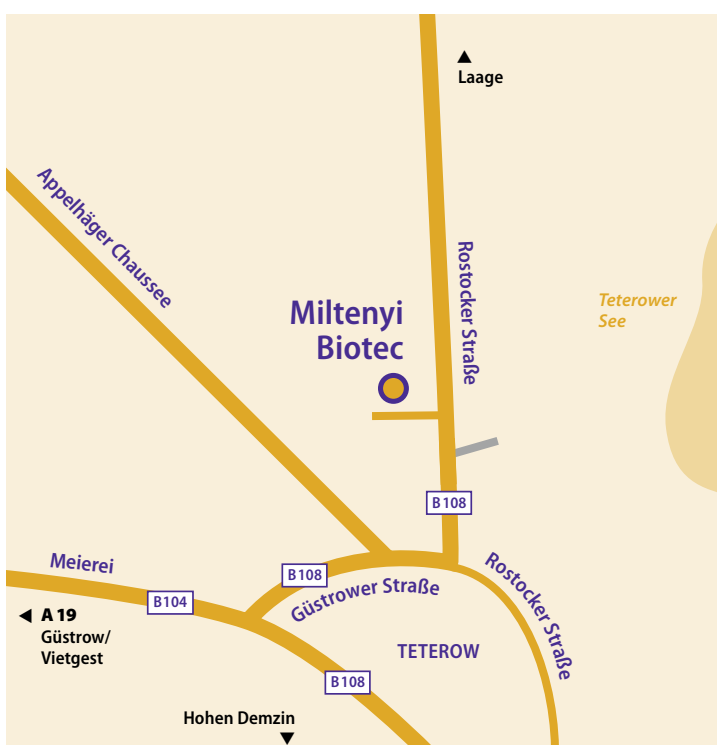 Laage
Appelhäger Chaussee
Rostocker Straße
Miltenyi
Biotec
Teterower
See
B108
Meierei
B108
Güstrower Straße
Rostocker Straße
B104
A 19
Güstrow/
Vietgest
TETEROW
B108
Hohen Demzin